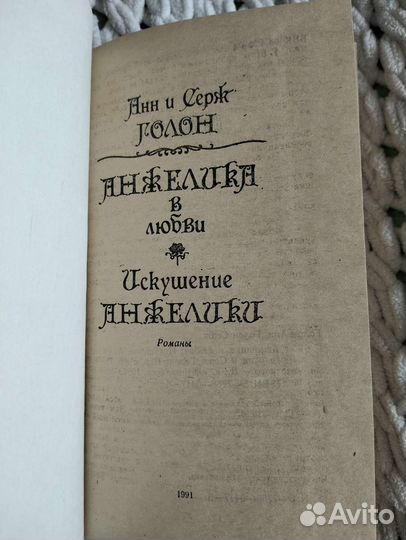 Анн и Серж
ГОЛОН
АНЖЕЛИКА
в
любви
Искушение
АНЖЕЛИКИ
Романы
1991
Avito